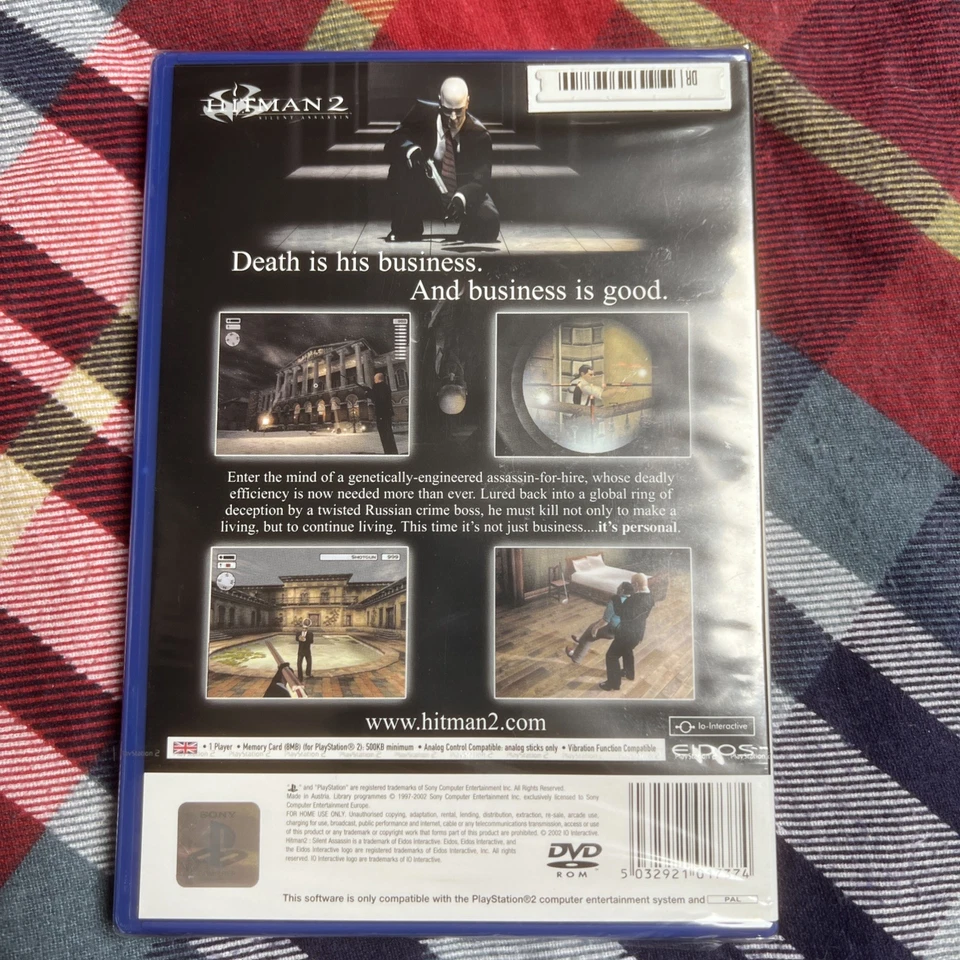 HITMAN 2
SILENT ASSASSIN
DR
Death is his business.
And business is good.
Enter the mind of a genetically-engineered assassin-for-hire, whose deadly
efficiency is now needed more than ever. Lured back into a global ring of
deception by a twisted Russian crime boss, he must kill not only to make a
living, but to continue living. This time it's not just business....it's personal.
SHOTGUN
www.hitman2.com
Io-Interactive
• 1 Player • Memory Card (8MB) (for PlayStation® 2): 500KB minimum • Analog Control Compatible: analog sticks only • Vibration Function Compatible
EIDOS
" and "PlayStation" are registered trademarks of Sony Computer Entertainment Inc. All Rights Reserved.
Made in Austria. Library programmes © 1997-2002 Sony Computer Entertainment Inc. exclusively licensed to Sony
Computer Entertainment Europe.
FOR HOME USE ONLY. Unauthorised copying, adaptation, rental, lending, distribution, extraction, re-sale, arcade use,
charging for use, broadcast, public performance and internet, cable or any telecommunications transmission, access or use
of this product or any trademark or copyright work that forms part of this product are prohibited. © 2002 IO Interactive.
Hitman2 : Silent Assassin is a trademark of Eidos Interactive. Eidos, Eidos Interactive, and
the Eidos Interactive logo are registered trademarks of Eidos Interactive, Inc. All rights
reserved. IO Interactive logo are trademarks of IO Interactive.
SONY
DVD
ROM
5 032921
This software is only compatible with the PlayStation®2 computer entertainment system and PAL